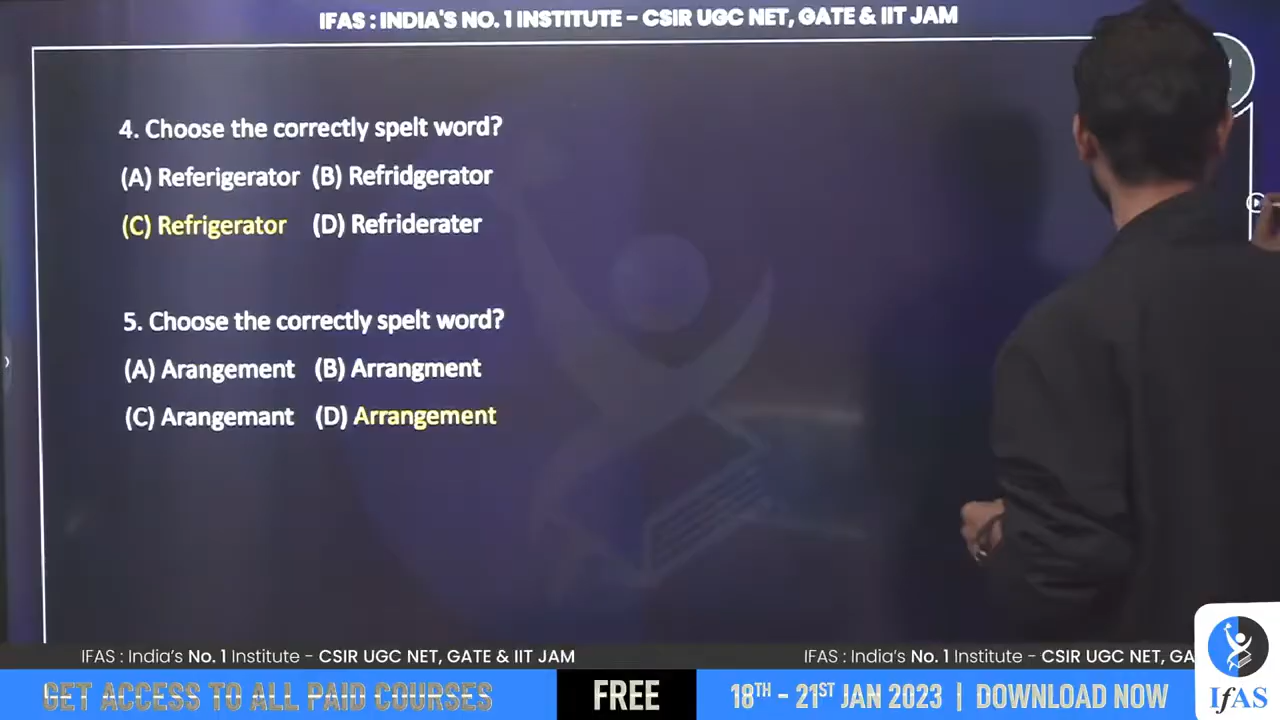 IFAS : INDIA'S NO. 1 INSTITUTE – CSIR UGC NET, GATE & IIT JAM
4. Choose the correctly spelt word?
(A) Referigerator (B) Refridgerator
(C) Refrigerator (D) Refriderater
5. Choose the correctly spelt word?
(A) Arangement (B) Arrangment
(C) Arangemant (D) Arrangement
IFAS : India's No. 1 Institute – CSIR UGC NET, GATE & IIT JAM
IFAS : India's No. 1 Institute – CSIR UGC NET, GA
GET ACCESS TO ALL PAID COURSES FREE 18TH - 21ST JAN 2023 | DOWNLOAD NOW
IfAS